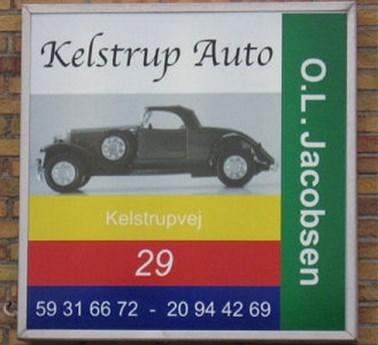 Kelstrup Auto
O.L. Jacobsen
Kelstrupvej
29
59 31 66 72 - 20 94 42 69